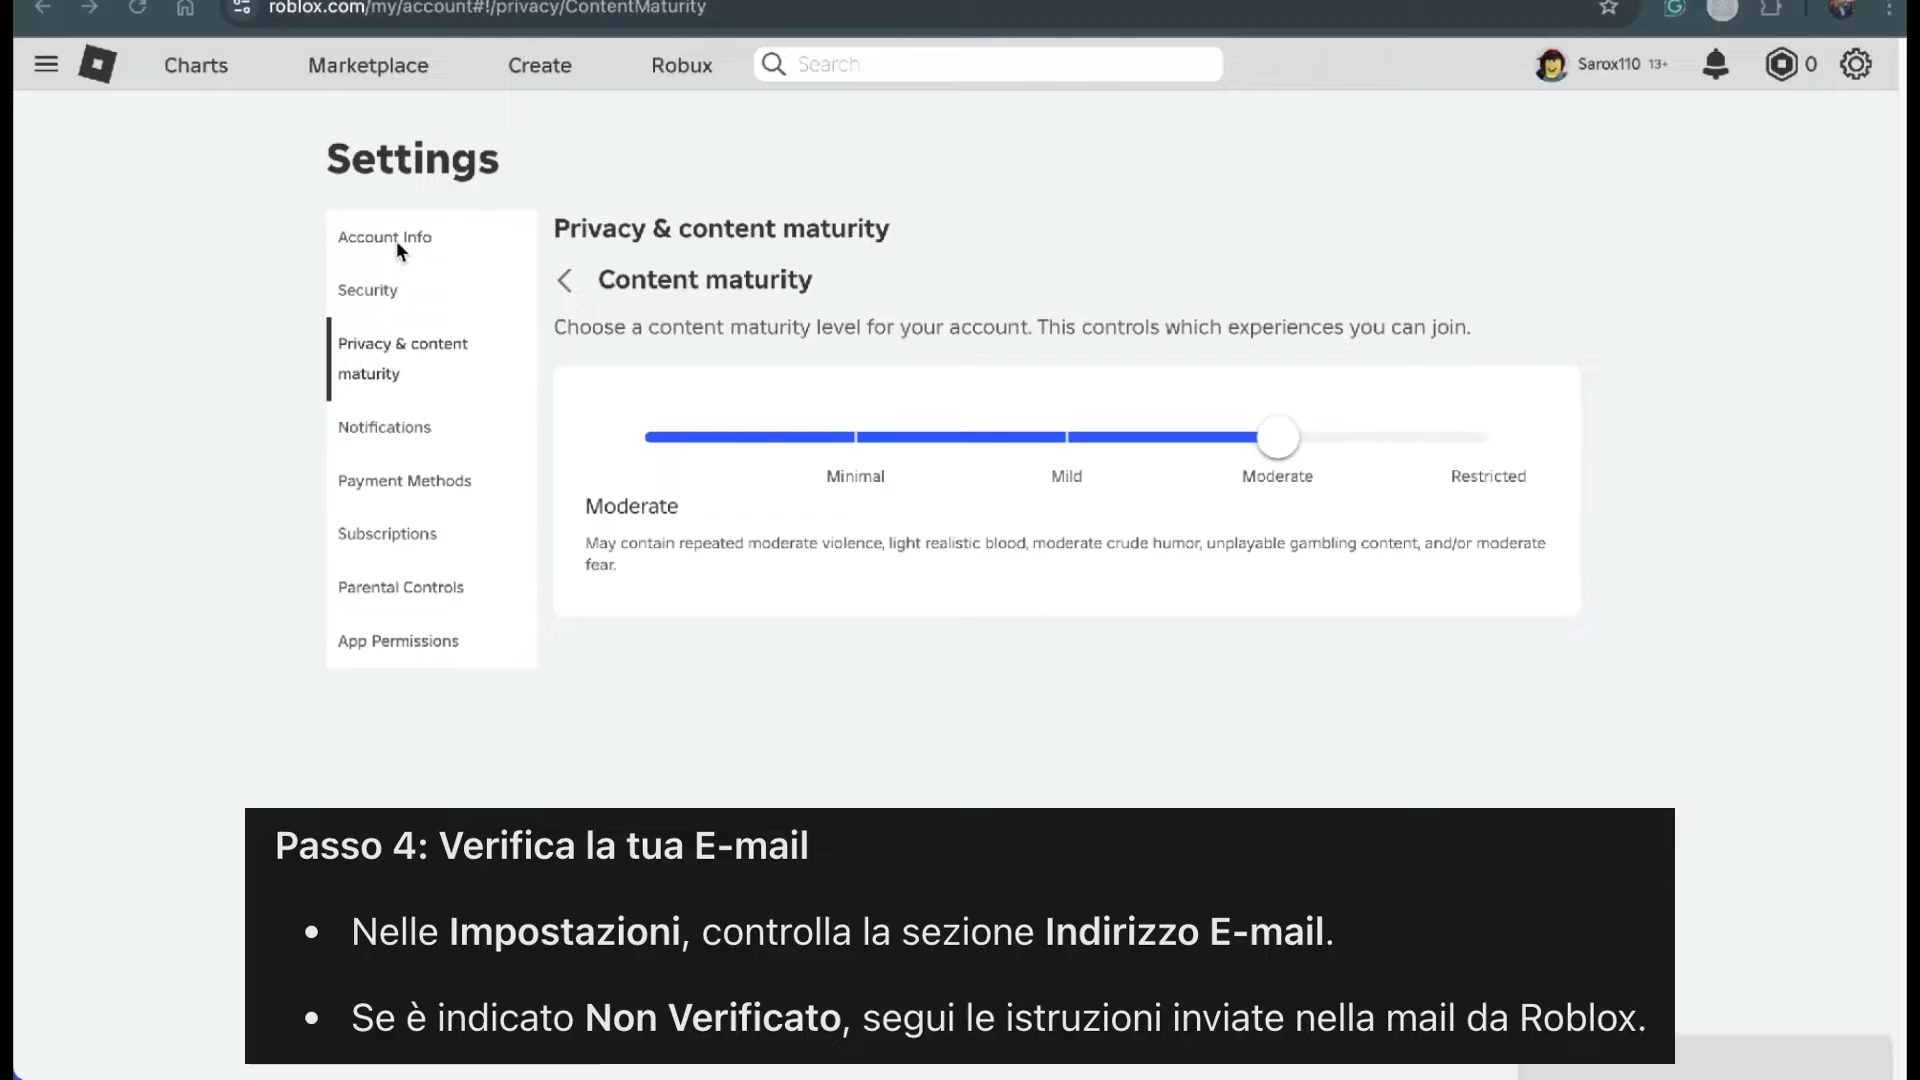 roblox.com/my/account#!/privacy/ContentMaturity
Charts
Marketplace
Create
Robux
Search
Sarox110 13+
0
Settings
Account Info
Security
Privacy & content
maturity
Notifications
Payment Methods
Subscriptions
Parental Controls
App Permissions
Privacy & content maturity
Content maturity
Choose a content maturity level for your account. This controls which experiences you can join.
Minimal
Mild
Moderate
Restricted
Moderate
May contain repeated moderate violence, light realistic blood, moderate crude humor, unplayable gambling content, and/or moderate
fear.
Passo 4: Verifica la tua E-mail
• Nelle Impostazioni, controlla la sezione Indirizzo E-mail.
• Se è indicato Non Verificato, segui le istruzioni inviate nella mail da Roblox.